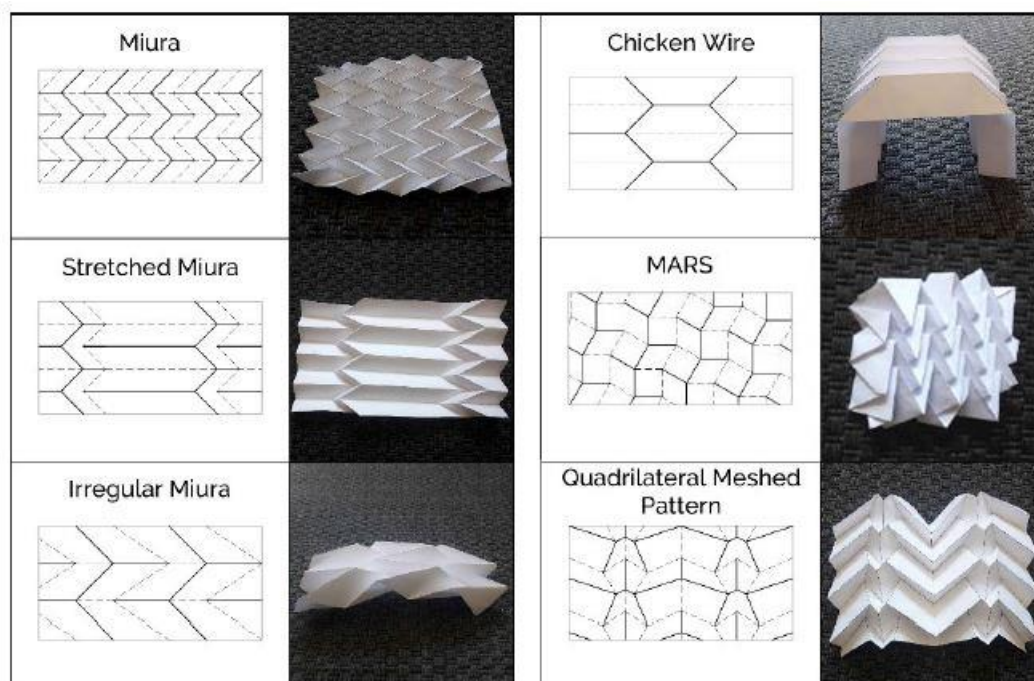 Miura
Chicken Wire
Stretched Miura
MARS
Irregular Miura
Quadrilateral Meshed
Pattern